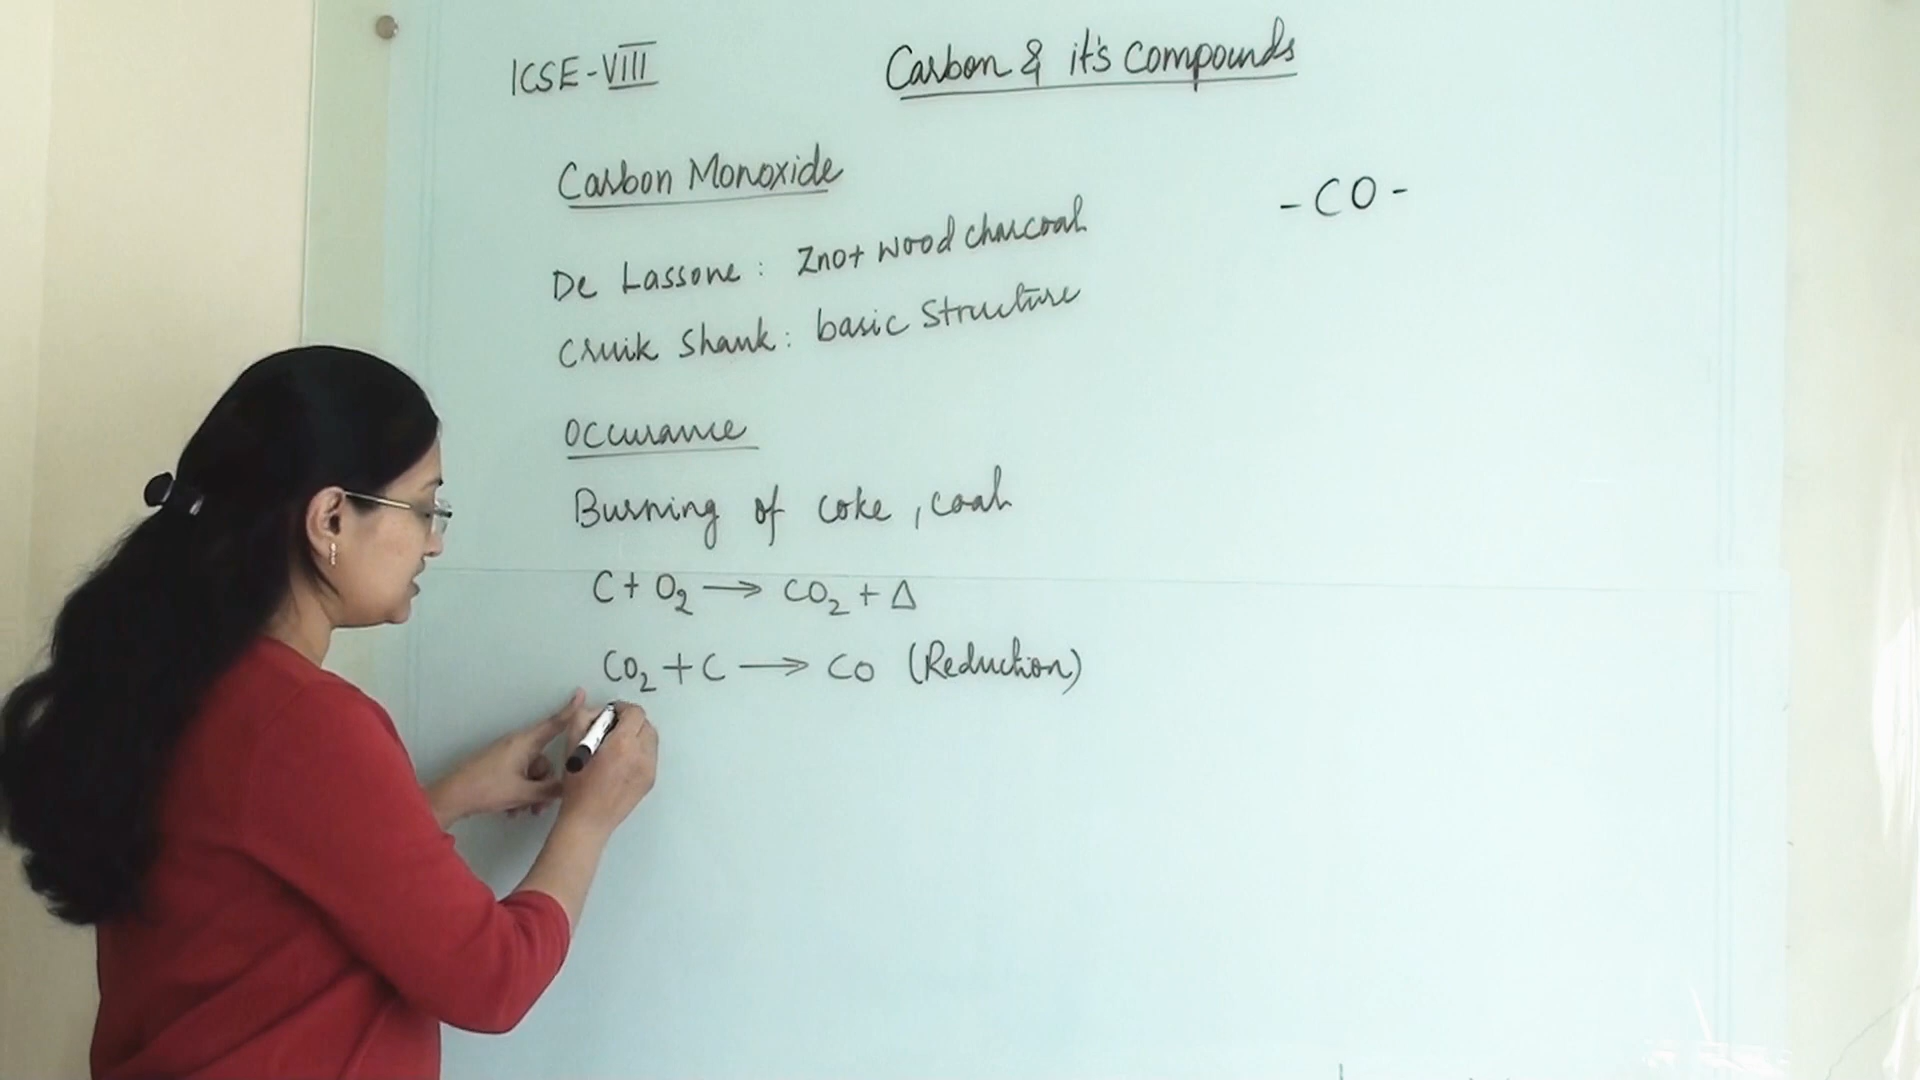 ICSE-VIII
Carbon & it's Compounds
Carbon Monoxide
-CO-
De Lassone: ZnO+ Wood charcoal
Cruik Shank: basic Structure
Occurance
Burning of coke, coal
C+ O₂ → CO₂ + Δ
CO₂ + C → CO (Reduction)